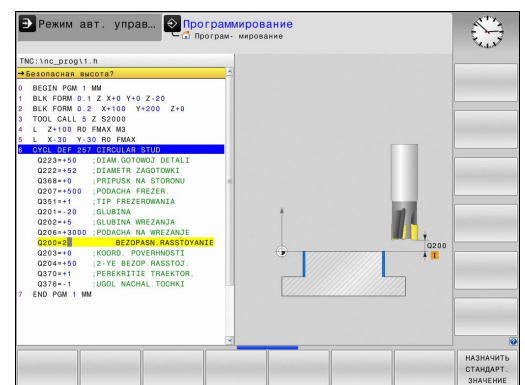 Режим авт. управ…
Программирование
Програм- мирование
TNC:\nc_prog\1.h
→Безопасная высота?
0 BEGIN PGM 1 MM
1 BLK FORM 0.1 Z X+0 Y+0 Z-20
2 BLK FORM 0.2 X+100 Y+200 Z+0
3 TOOL CALL 5 Z S2000
4 L Z+100 R0 FMAX M3
5 L X-30 Y-30 R0 FMAX
6 CYCL DEF 257 CIRCULAR STUD
Q223=+50 ;DIAM.GOTOWOJ DETALI
Q222=+52 ;DIAMETR ZAGOTOWKI
Q368=+0 ;PRIPUSK NA STORONU
Q207=+500 ;PODACHA FREZER.
Q351=+1 ;TIP FREZEROWANIA
Q201=-20 ;GLUBINA
Q202=+5 ;GLUBINA WREZANJA
Q206=+3000 ;PODACHA NA WREZANJE
Q200=2 BEZOPASN.RASSTOYANIE
Q203=+0 ;KOORD. POVERHNOSTI
Q204=+50 ;2-YE BEZOP.RASSTOJ.
Q370=+1 ;PEREKRITIE TRAEKTOR.
Q376=-1 ;UGOL NACHAL.TOCHKI
7 END PGM 1 MM
Q200
I
НАЗНАЧИТЬ
СТАНДАРТ.
ЗНАЧЕНИЕ